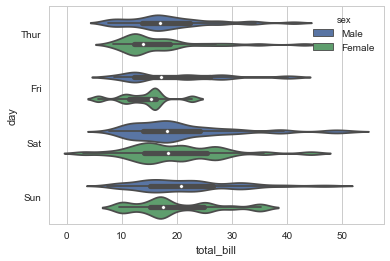 sex
Male
Female
day
Thur
Fri
Sat
Sun
0 10 20 30 40 50
total_bill